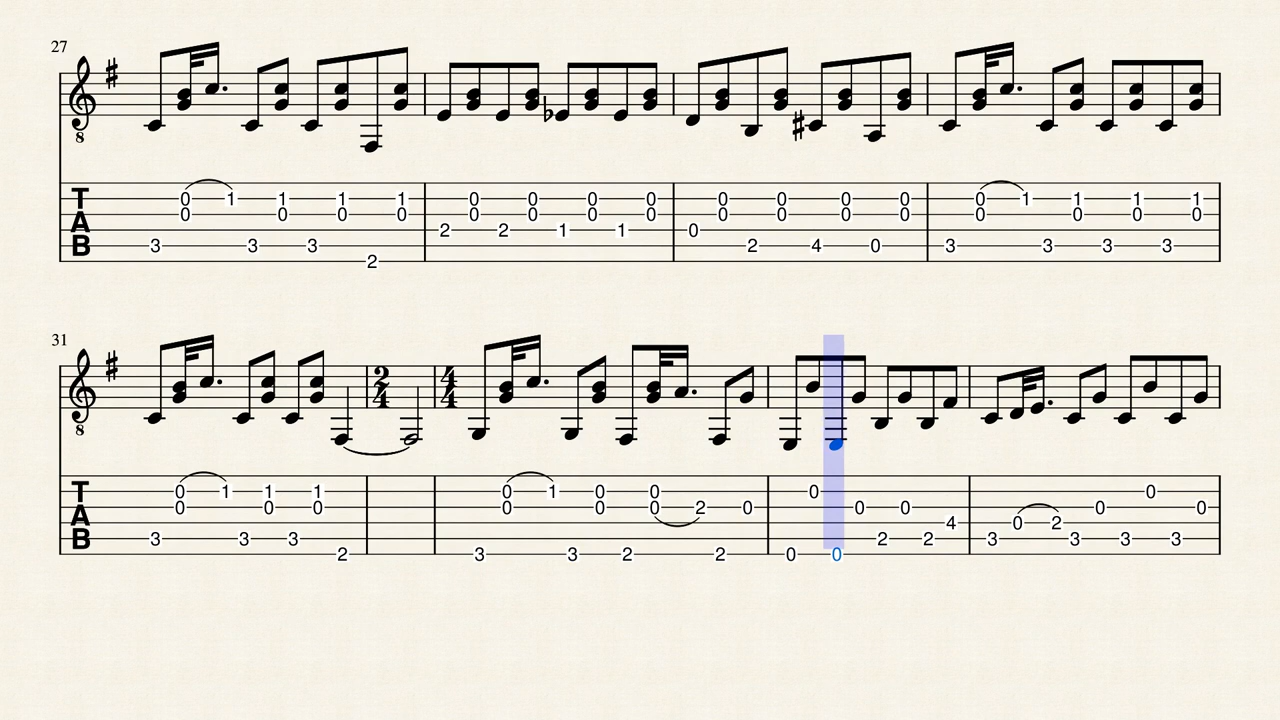 27
8
T
A
B
0 1 1 1 1 0 0 0 0 0 0 0 0 0 1 1 1 1
0 0 0 0 0 0 0 0 0 0 0 0 0 0 0 0
2 2 1 1 0
3 3 3 2 4 0 3 3 3 3
2
31
2
4
4
4
8
T
A
B
0 1 1 1 0 1 0 0 0 0
0 0 0 0 0 0 2 0 0 0 0 0
4 0 2
3 3 3 2 2 3 3 3 3
2 3 3 2 2 0 0